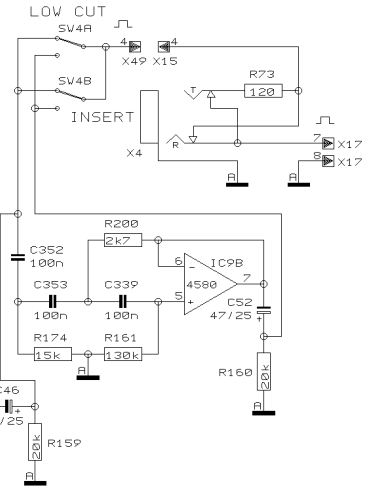 LOW CUT
SW4A
4
4
X49 X15
SW4B
R73
120
T
INSERT
X4
R
7
X17
8
X17
A
A
R200
2k7
C352
100n
6
-
IC9B
7
4580
C353
C339
5
+
100n
100n
C52
47/25
+
R174
R161
15k
130k
A
R160
20k
C46
+
/25
A
20k
R159
A